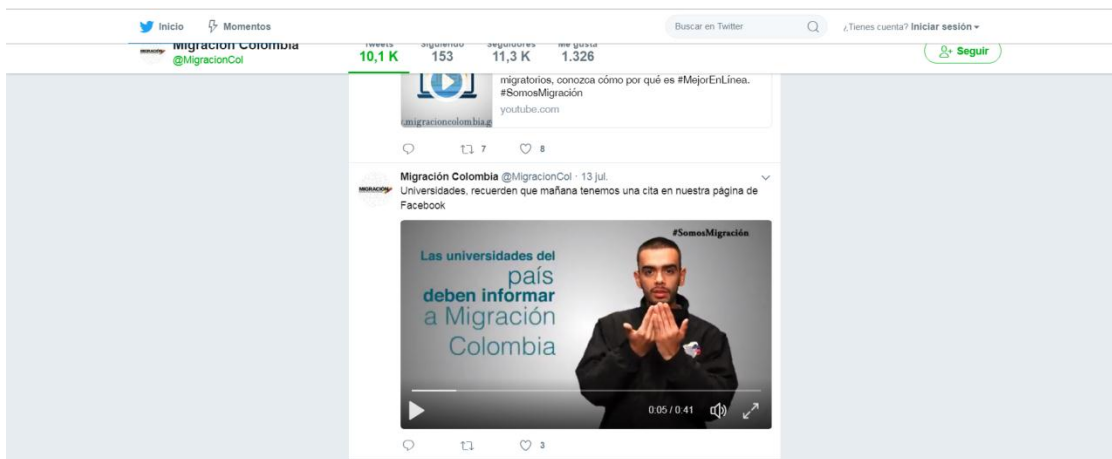 Inicio
Momentos
Buscar en Twitter
¿Tienes cuenta? Iniciar sesión
Migración Colombia
@MigracionCol
Tweets
10,1 K
Siguiendo
153
Seguidores
11,3 K
Me gusta
1.326
Seguir
migratorios, conozca cómo por qué es #MejorEnLínea.
#SomosMigración
youtube.com
.migracioncolombia.g
7
8
Migración Colombia @MigracionCol · 13 jul.
MIGRACIÓN
Universidades, recuerden que mañana tenemos una cita en nuestra página de
Facebook
#SomosMigración
Las universidades del
país
deben informar
a Migración
Colombia
0:05 / 0:41
3